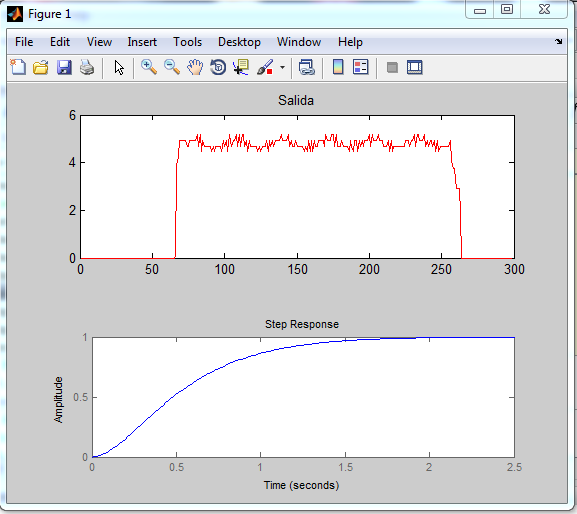 Figure 1
File Edit View Insert Tools Desktop Window Help
Salida
6
4
2
0
0 50 100 150 200 250 300
Step Response
1
0.5
0
Amplitude
0 0.5 1 1.5 2 2.5
Time (seconds)